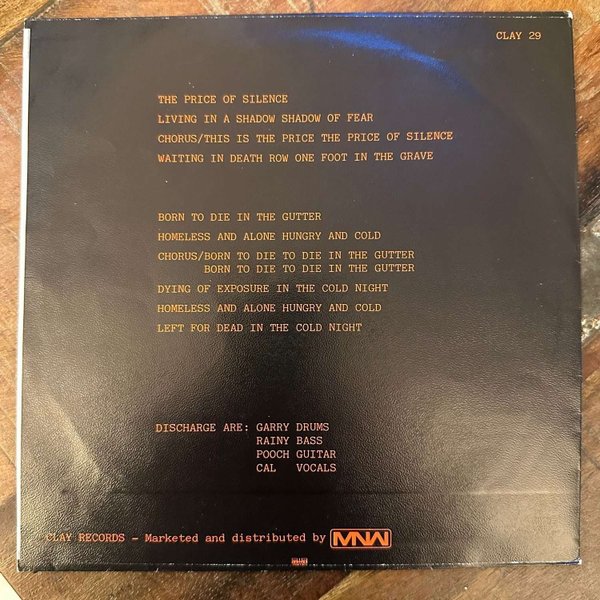 CLAY 29
THE PRICE OF SILENCE
LIVING IN A SHADOW SHADOW OF FEAR
CHORUS/THIS IS THE PRICE THE PRICE OF SILENCE
WAITING IN DEATH ROW ONE FOOT IN THE GRAVE
BORN TO DIE IN THE GUTTER
HOMELESS AND ALONE HUNGRY AND COLD
CHORUS/BORN TO DIE TO DIE IN THE GUTTER
BORN TO DIE TO DIE IN THE GUTTER
DYING OF EXPOSURE IN THE COLD NIGHT
HOMELESS AND ALONE HUNGRY AND COLD
LEFT FOR DEAD IN THE COLD NIGHT
DISCHARGE ARE: GARRY DRUMS
RAINY BASS
POOCH GUITAR
CAL VOCALS
CLAY RECORDS - Marketed and distributed by MNW